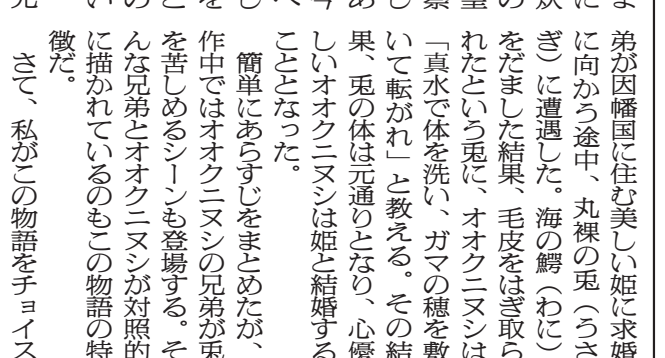 弟が因幡国に住む美しい姫に求婚
に向かう途中、丸裸の兎（うさ
ぎ）に遭遇した。海の鰐（わに）
をだました結果、毛皮をはぎ取ら
れたという兎に、オオクニヌシは
「真水で体を洗い、ガマの穂を敷
いて転がれ」と教える。その結
果、兎の体は元通りとなり、心優
しいオオクニヌシは姫と結婚する
こととなった。
　簡単にあらすじをまとめたが、
作中ではオオクニヌシの兄弟が兎
を苦しめるシーンも登場する。そ
んな兄弟とオオクニヌシが対照的
に描かれているのもこの物語の特
徴だ。
　さて、私がこの物語をチョイス